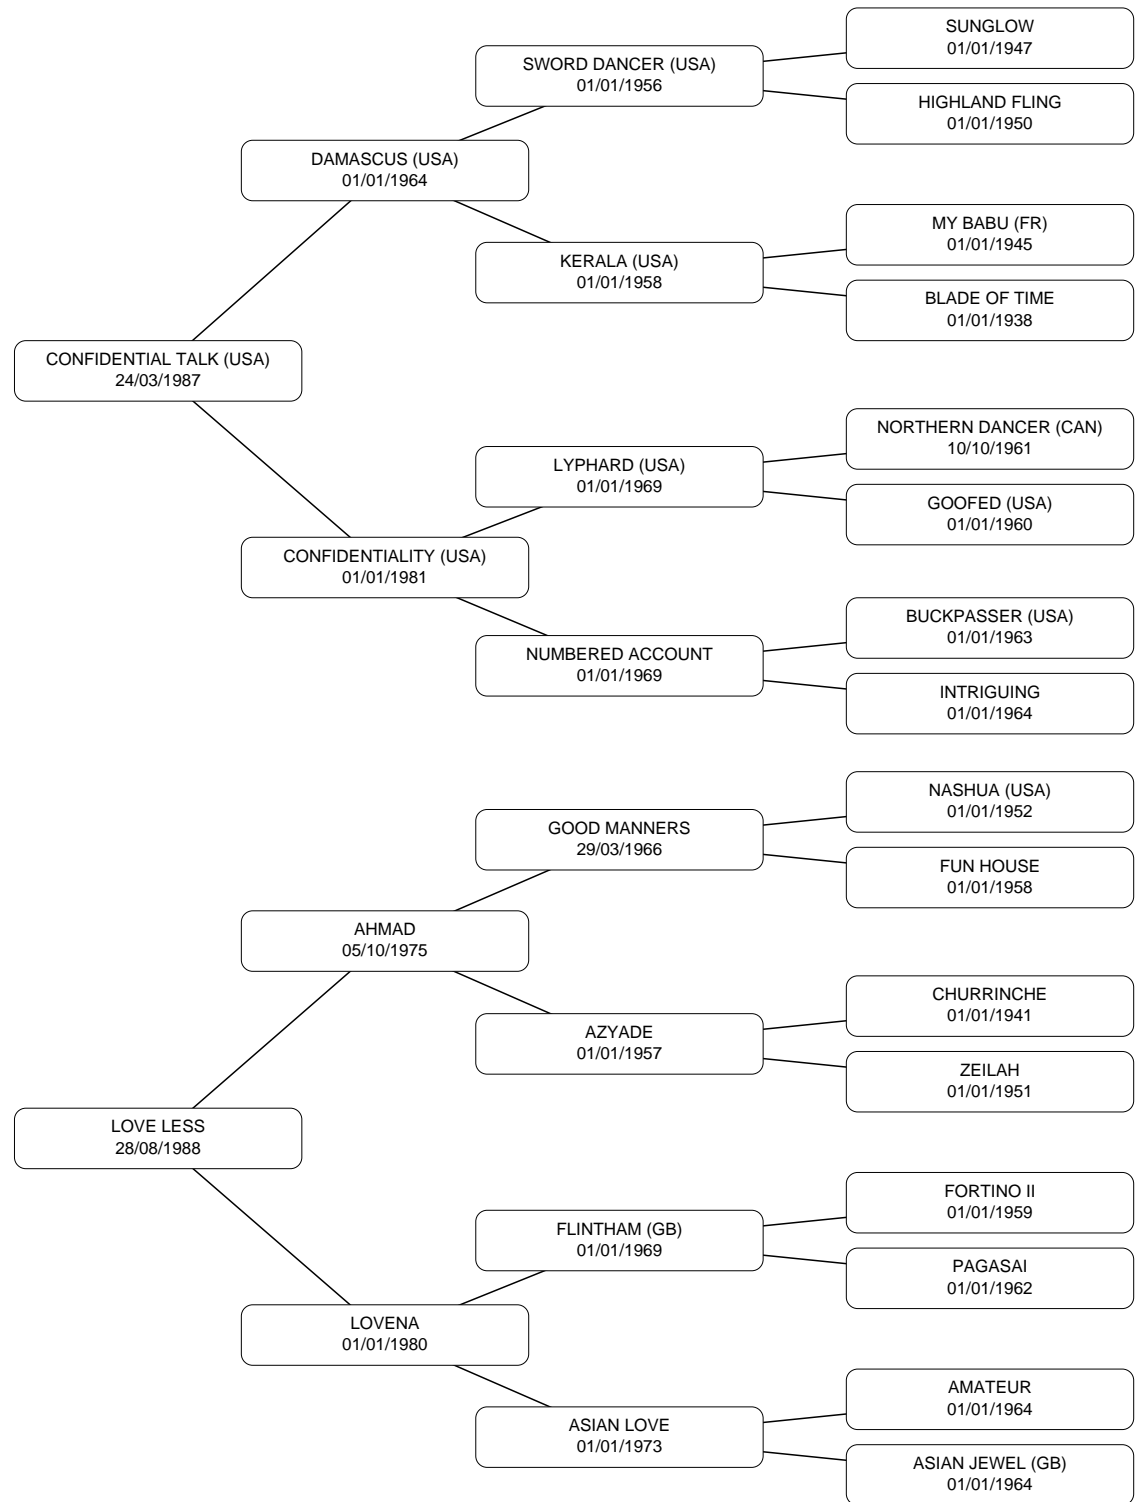 SUNGLOW
01/01/1947
SWORD DANCER (USA)
01/01/1956
HIGHLAND FLING
01/01/1950
DAMASCUS (USA)
01/01/1964
MY BABU (FR)
01/01/1945
KERALA (USA)
01/01/1958
BLADE OF TIME
01/01/1938
CONFIDENTIAL TALK (USA)
24/03/1987
NORTHERN DANCER (CAN)
10/10/1961
LYPHARD (USA)
01/01/1969
GOOFED (USA)
01/01/1960
CONFIDENTIALITY (USA)
01/01/1981
BUCKPASSER (USA)
01/01/1963
NUMBERED ACCOUNT
01/01/1969
INTRIGUING
01/01/1964
NASHUA (USA)
01/01/1952
GOOD MANNERS
29/03/1966
FUN HOUSE
01/01/1958
AHMAD
05/10/1975
CHURRINCHE
01/01/1941
AZYADE
01/01/1957
ZEILAH
01/01/1951
LOVE LESS
28/08/1988
FORTINO II
01/01/1959
FLINTHAM (GB)
01/01/1969
PAGASAI
01/01/1962
LOVENA
01/01/1980
AMATEUR
01/01/1964
ASIAN LOVE
01/01/1973
ASIAN JEWEL (GB)
01/01/1964